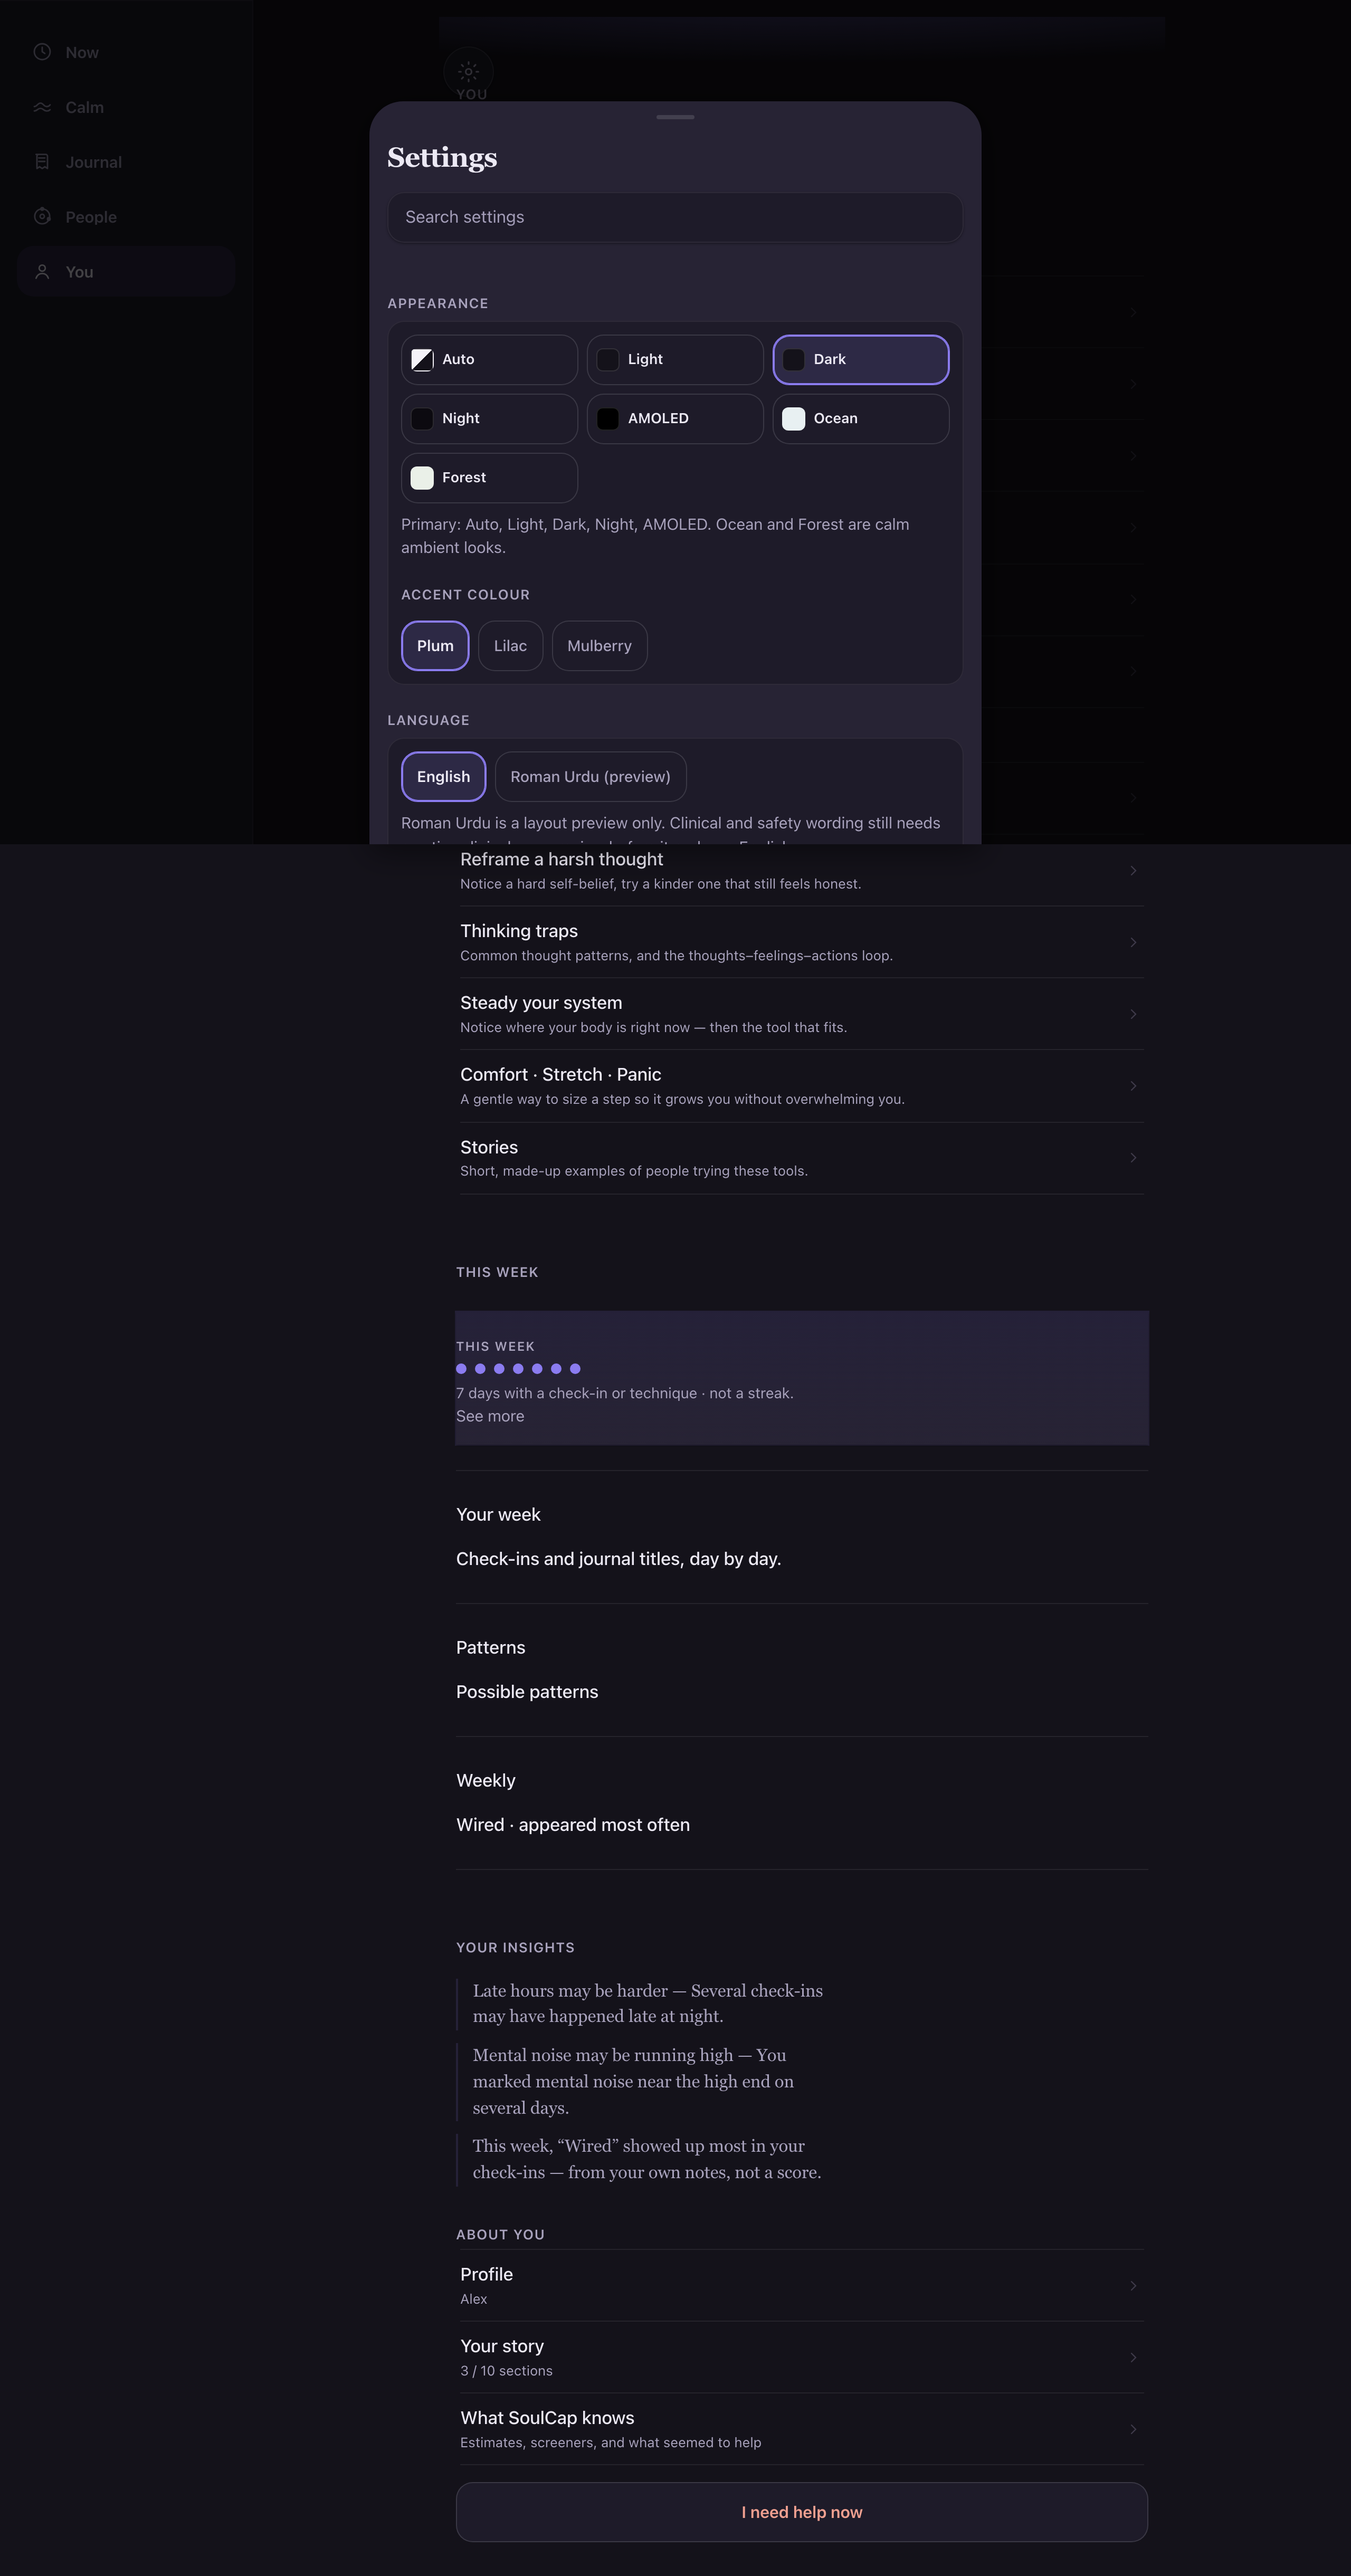 Now
Calm
Journal
People
You
YOU
Settings
Search settings
APPEARANCE
Auto
Light
Dark
Night
AMOLED
Ocean
Forest
Primary: Auto, Light, Dark, Night, AMOLED. Ocean and Forest are calm
ambient looks.
ACCENT COLOUR
Plum
Lilac
Mulberry
LANGUAGE
English
Roman Urdu (preview)
Roman Urdu is a layout preview only. Clinical and safety wording still needs
Reframe a harsh thought
Notice a hard self-belief, try a kinder one that still feels honest.
Thinking traps
Common thought patterns, and the thoughts–feelings–actions loop.
Steady your system
Notice where your body is right now — then the tool that fits.
Comfort · Stretch · Panic
A gentle way to size a step so it grows you without overwhelming you.
Stories
Short, made-up examples of people trying these tools.
THIS WEEK
THIS WEEK
7 days with a check-in or technique · not a streak.
See more
Your week
Check-ins and journal titles, day by day.
Patterns
Possible patterns
Weekly
Wired · appeared most often
YOUR INSIGHTS
Late hours may be harder — Several check-ins
may have happened late at night.
Mental noise may be running high — You
marked mental noise near the high end on
several days.
This week, “Wired” showed up most in your
check-ins — from your own notes, not a score.
ABOUT YOU
Profile
Alex
Your story
3 / 10 sections
What SoulCap knows
Estimates, screeners, and what seemed to help
I need help now